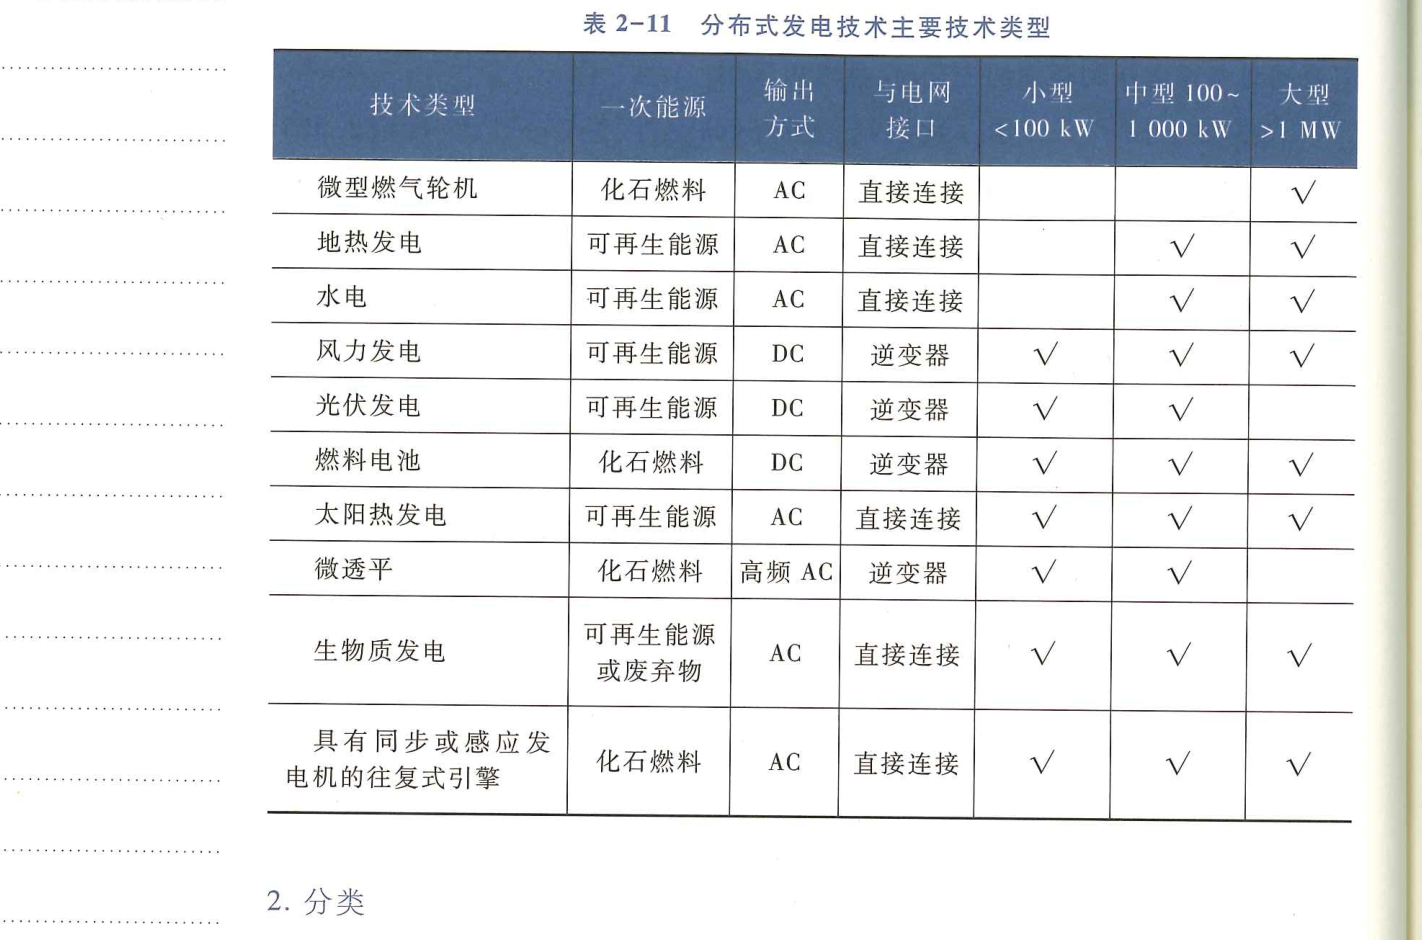 表 2-11 分布式发电技术主要技术类型
技术类型 一次能源 输出方式 与电网接口 小型<100 kW 中型 100~1 000 kW 大型>1 MW
微型燃气轮机 化石燃料 AC 直接连接 √
地热发电 可再生能源 AC 直接连接 √ √
水电 可再生能源 AC 直接连接 √ √
风力发电 可再生能源 DC 逆变器 √ √ √
光伏发电 可再生能源 DC 逆变器 √ √
燃料电池 化石燃料 DC 逆变器 √ √ √
太阳热发电 可再生能源 AC 直接连接 √ √ √
微透平 化石燃料 高频 AC 逆变器 √ √
生物质发电 可再生能源或废弃物 AC 直接连接 √ √ √
具有同步或感应发电机的往复式引擎 化石燃料 AC 直接连接 √ √ √
2. 分类